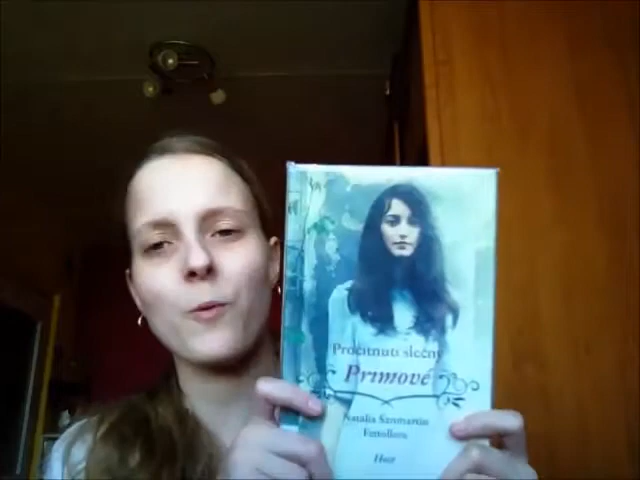 Procitnutí slečny
Primové
Natalia Sanmartin
Fenollera
Host